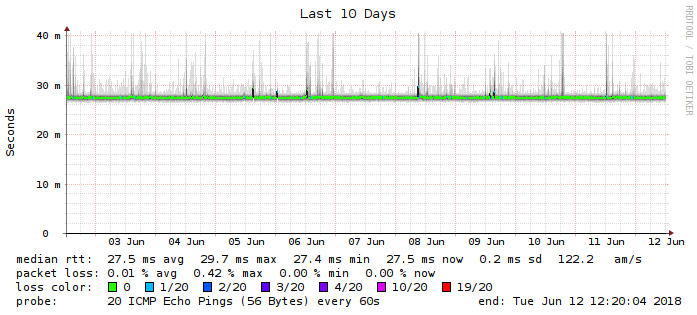 Last 10 Days
RRDTOOL / TOBI OETIKER
Seconds
40 m
30 m
20 m
10 m
0
03 Jun 04 Jun 05 Jun 06 Jun 07 Jun 08 Jun 09 Jun 10 Jun 11 Jun 12 Jun
median rtt: 27.5 ms avg 29.7 ms max 27.4 ms min 27.5 ms now 0.2 ms sd 122.2 am/s
packet loss: 0.01 % avg 0.42 % max 0.00 % min 0.00 % now
loss color: 0 1/20 2/20 3/20 4/20 10/20 19/20
probe: 20 ICMP Echo Pings (56 Bytes) every 60s end: Tue Jun 12 12:20:04 2018